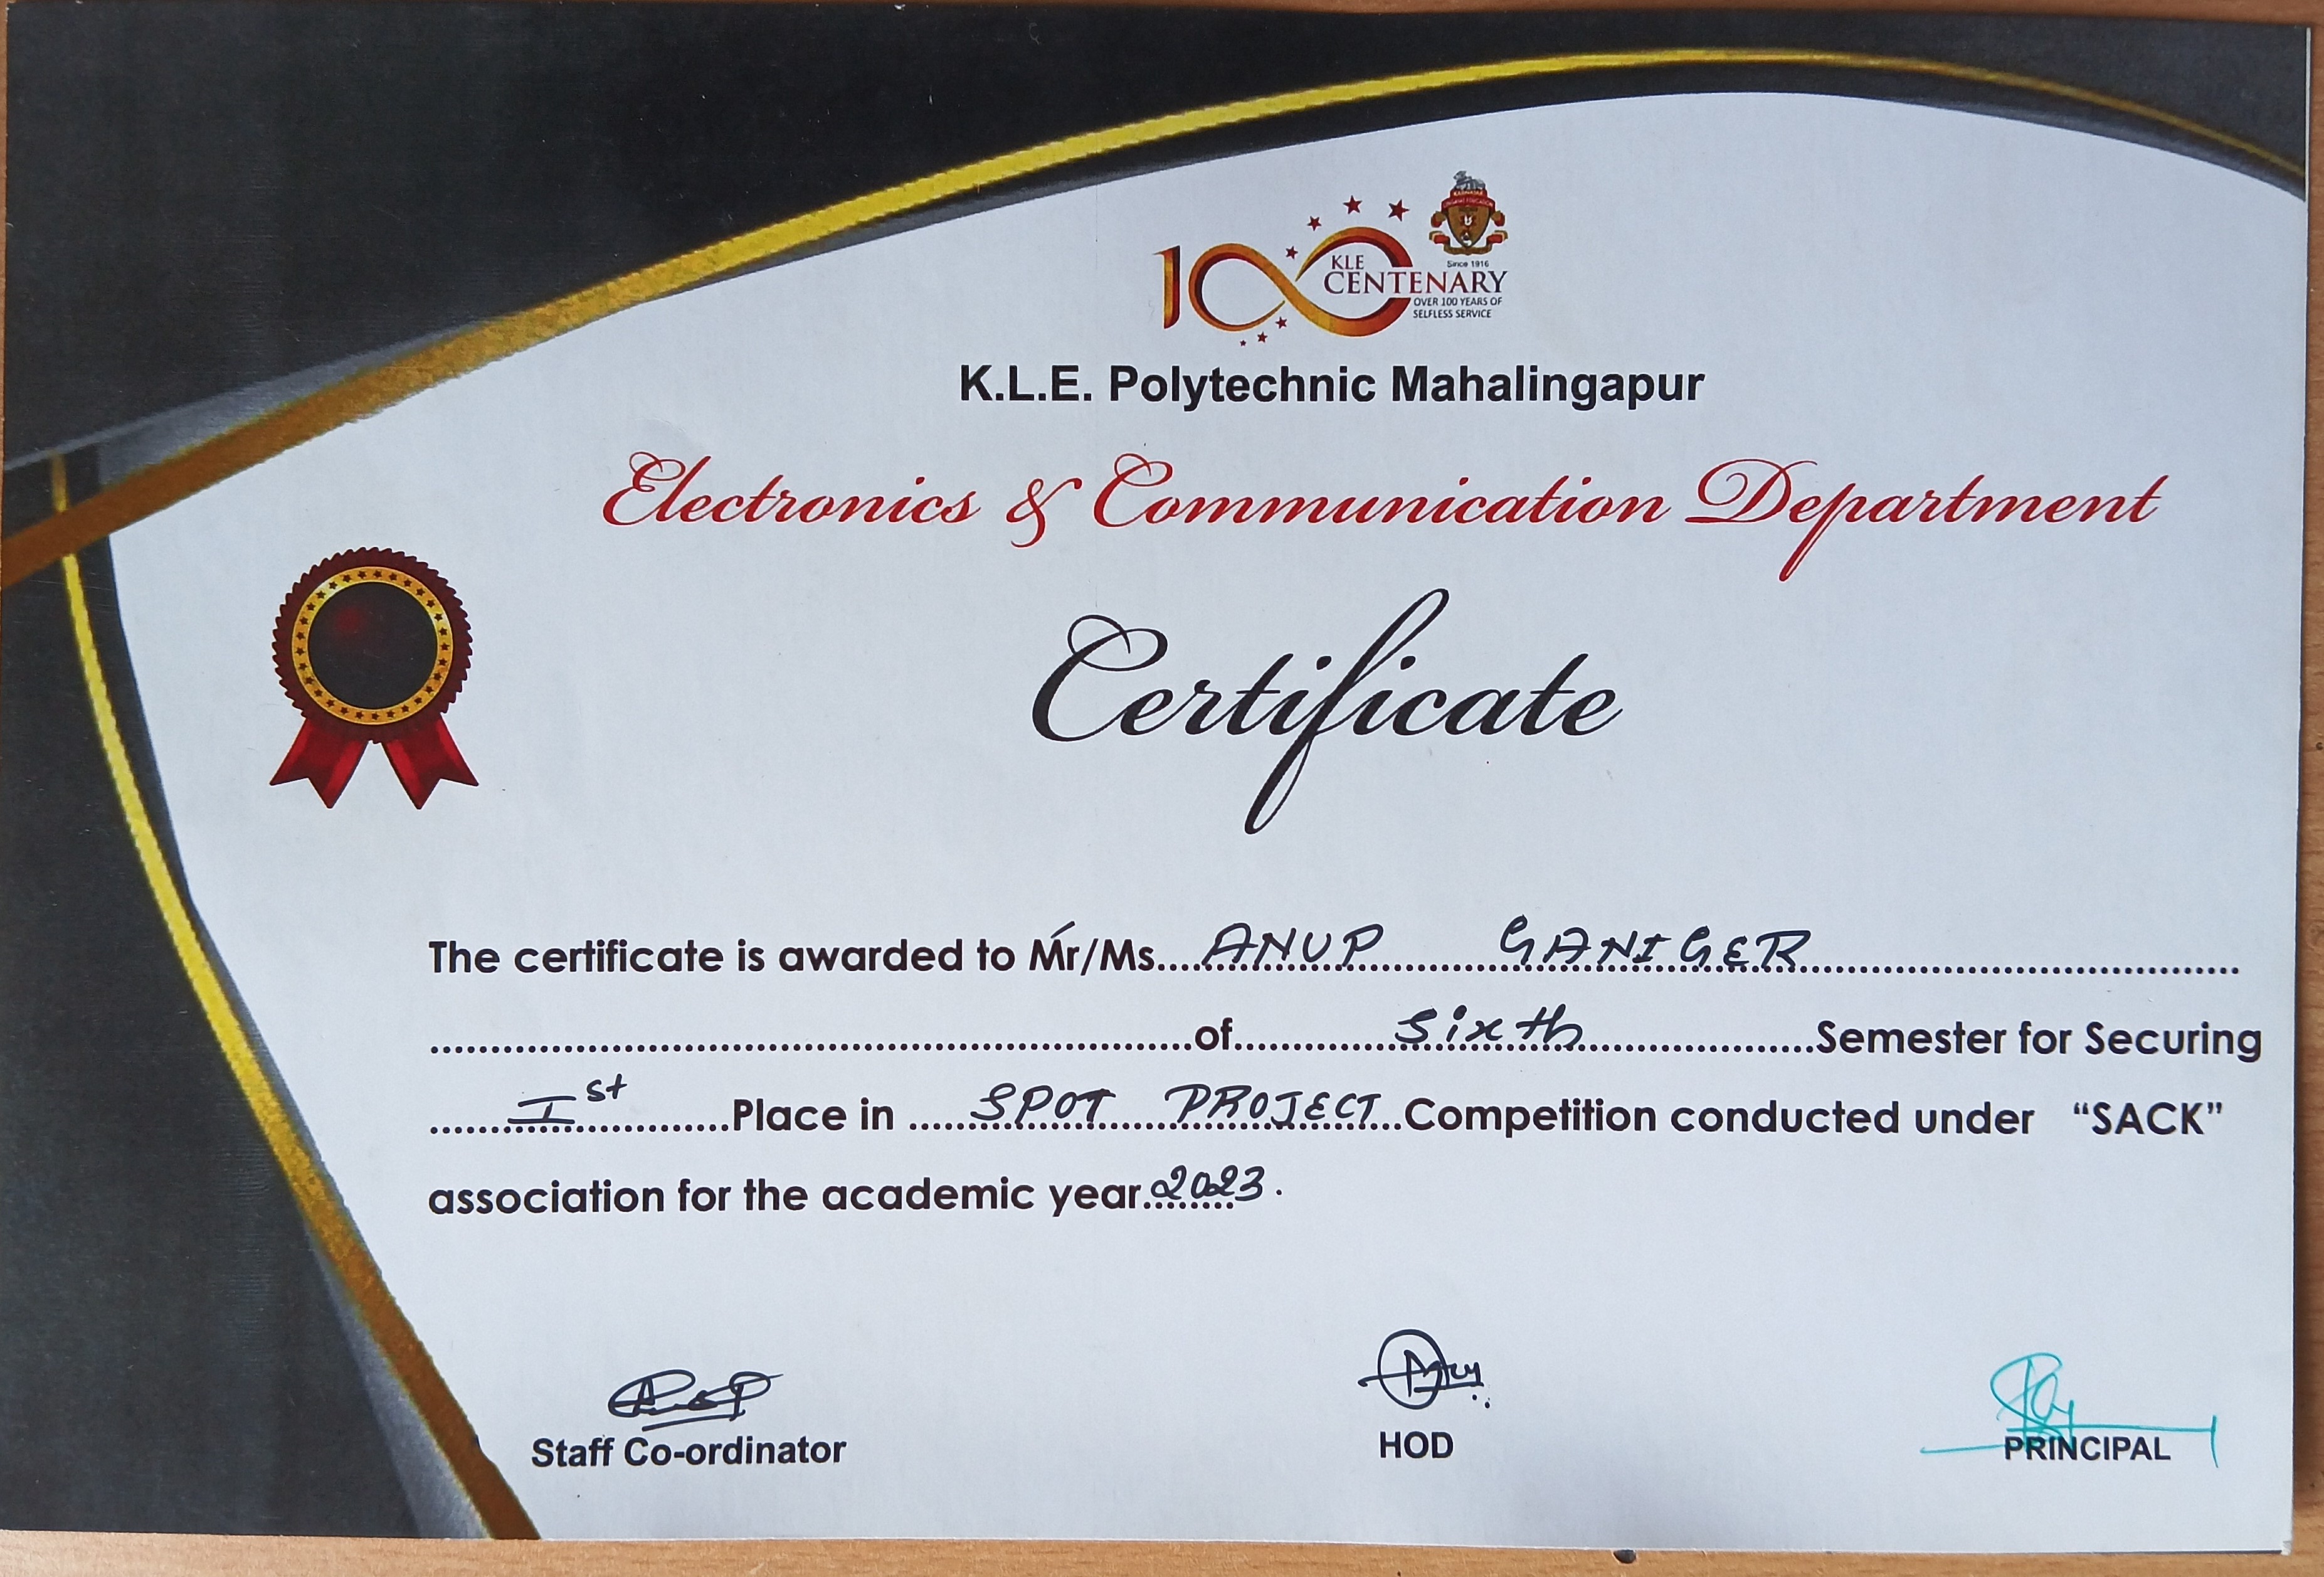 100
KLE
CENTENARY
OVER 100 YEARS OF
SELFLESS SERVICE
Since 1916
K.L.E. Polytechnic Mahalingapur
Electronics & Communication Department
Certificate
The certificate is awarded to Mr/Ms....ANUP GANIGER
of Sixth Semester for Securing
Ist Place in SPOT PROJECT Competition conducted under "SACK"
association for the academic year 2023.
Staff Co-ordinator
HOD
PRINCIPAL